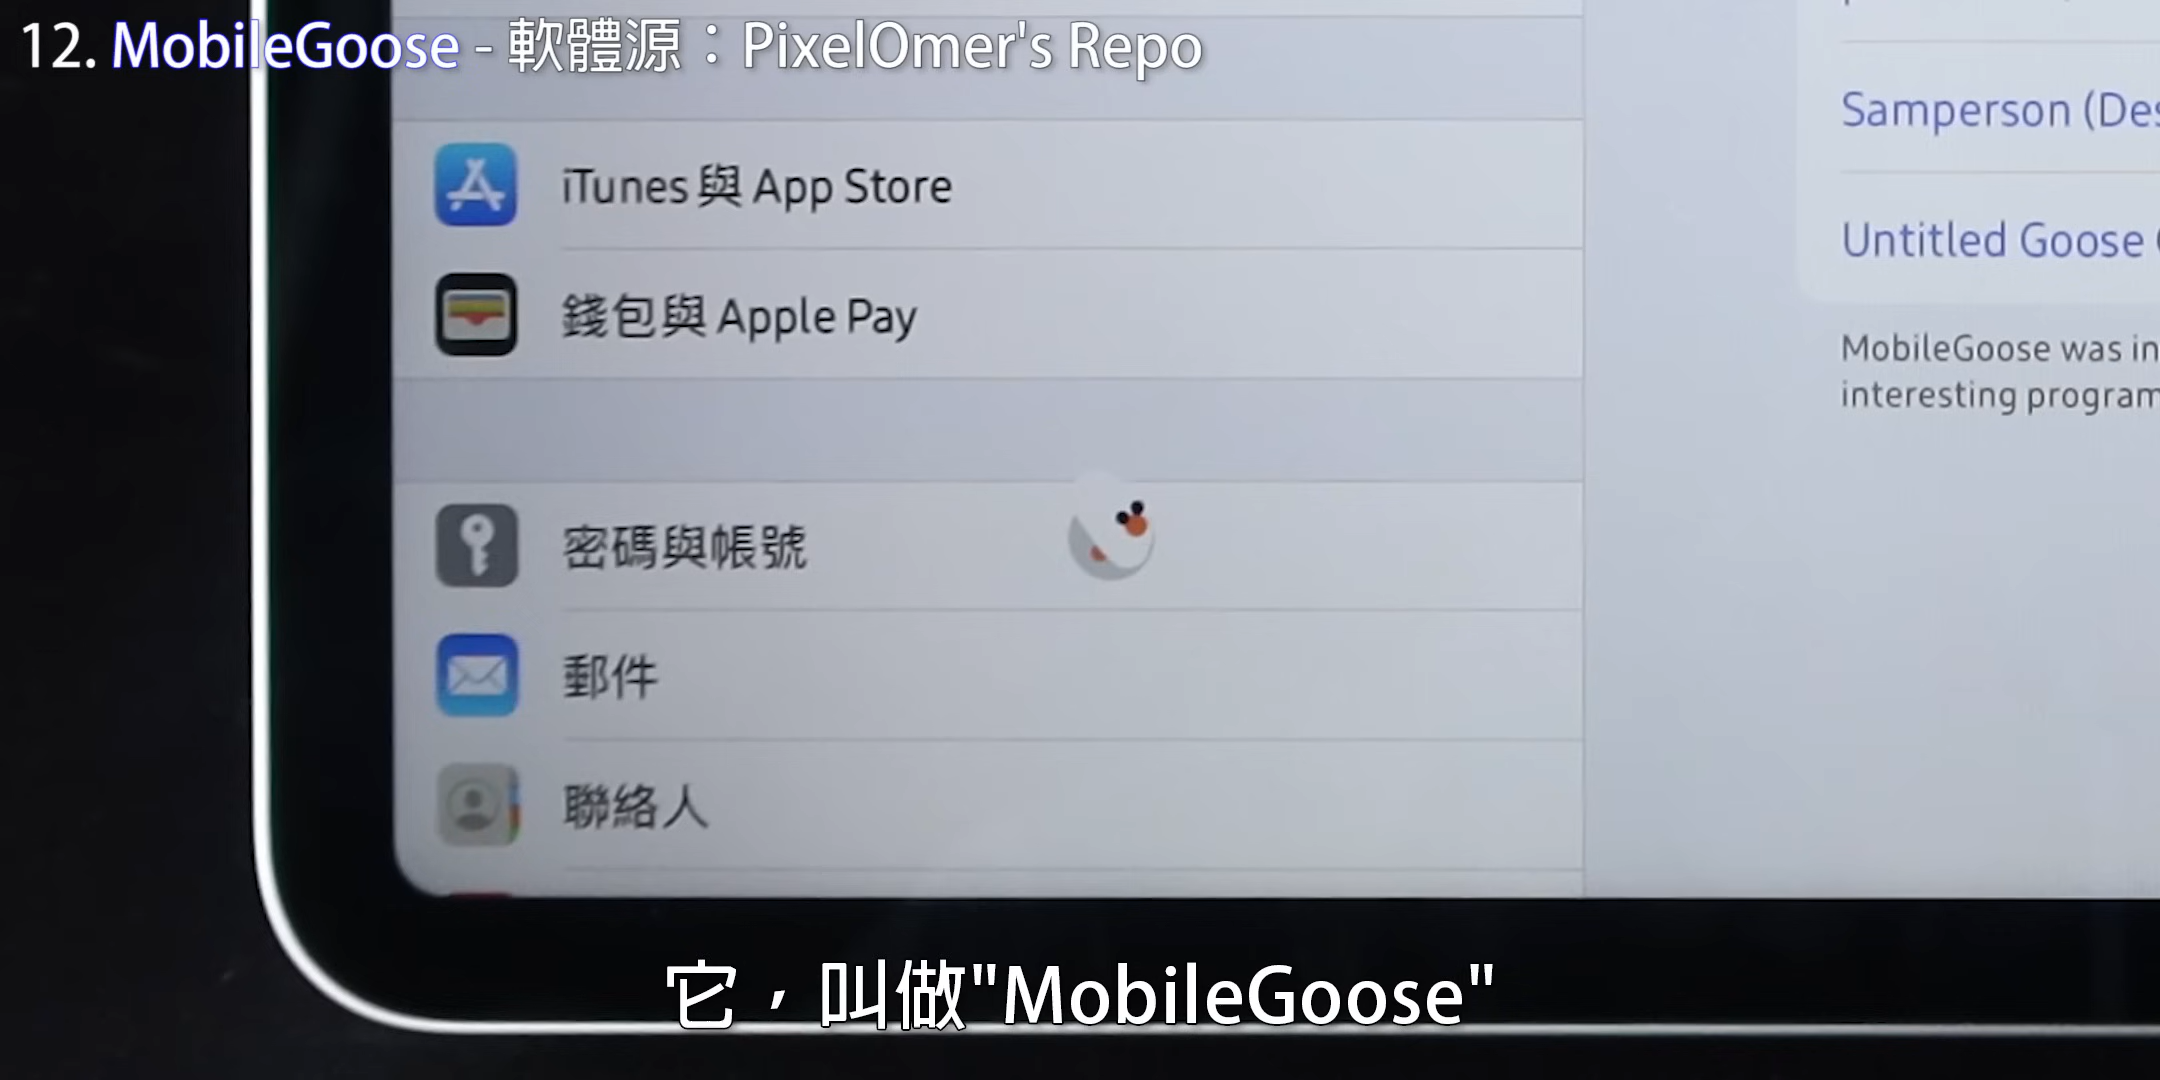 12. MobileGoose - 軟體源：PixelOmer's Repo
iTunes 與 App Store
錢包與 Apple Pay
密碼與帳號
郵件
聯絡人
Samperson (Des
Untitled Goose
MobileGoose was in
interesting program
它，叫做"MobileGoose"